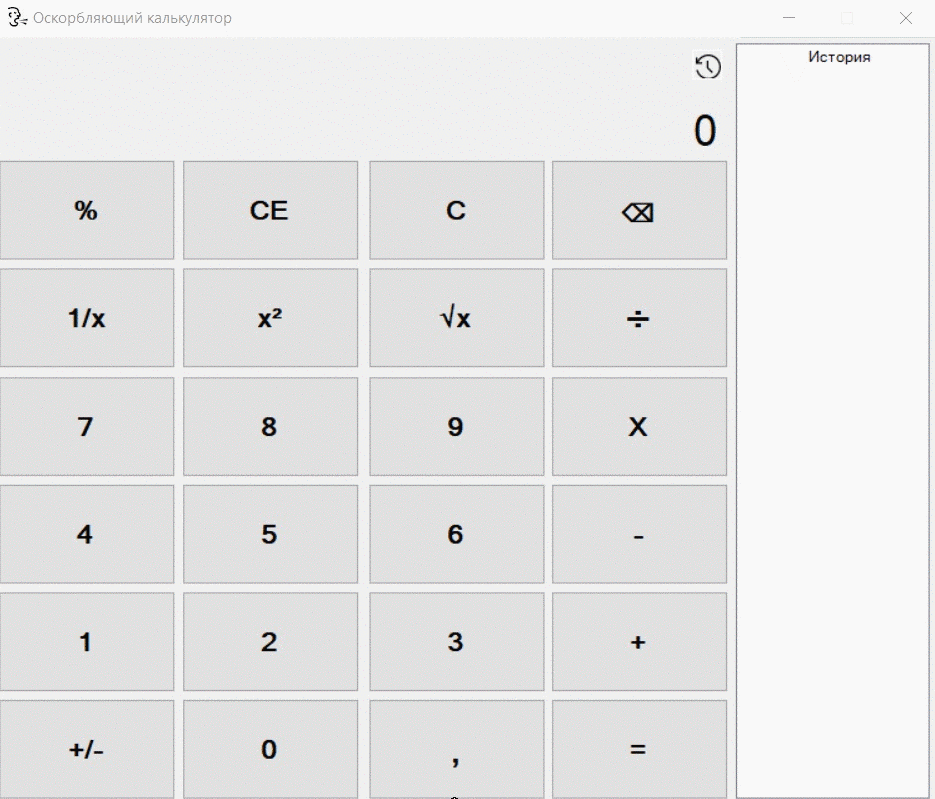 Оскорбляющий калькулятор
История
0
% CE C ⌫
1/x x² √x ÷
7 8 9 X
4 5 6 -
1 2 3 +
+/- 0 , =